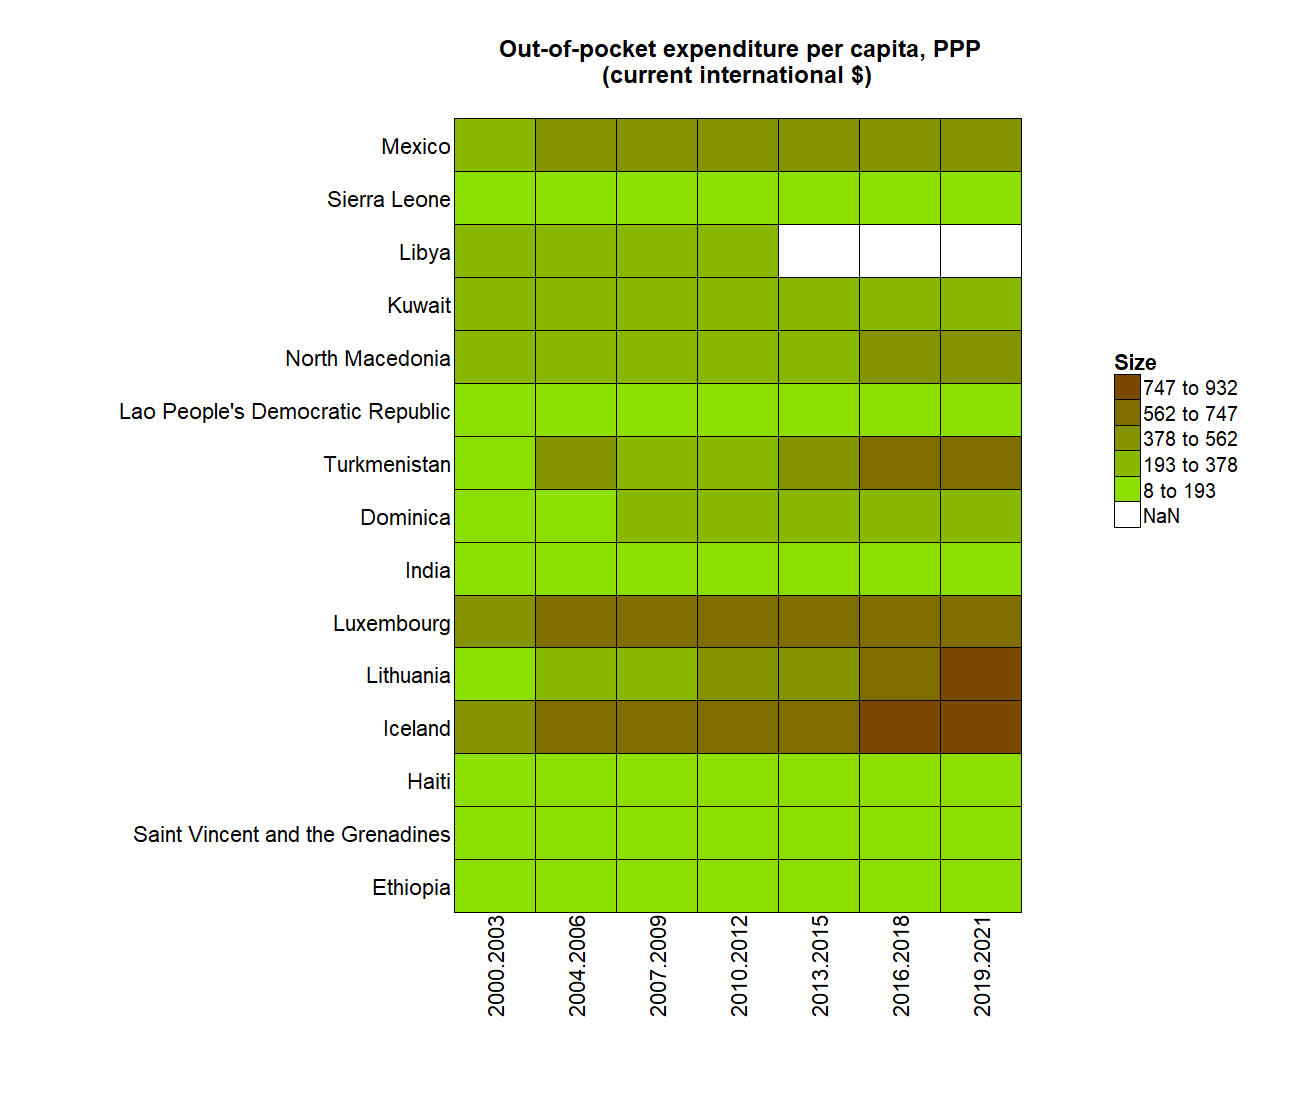 Out-of-pocket expenditure per capita, PPP
(current international $)
Mexico
Sierra Leone
Libya
Kuwait
North Macedonia
Lao People's Democratic Republic
Turkmenistan
Dominica
India
Luxembourg
Lithuania
Iceland
Haiti
Saint Vincent and the Grenadines
Ethiopia
2000.2003
2004.2006
2007.2009
2010.2012
2013.2015
2016.2018
2019.2021
Size
747 to 932
562 to 747
378 to 562
193 to 378
8 to 193
NaN